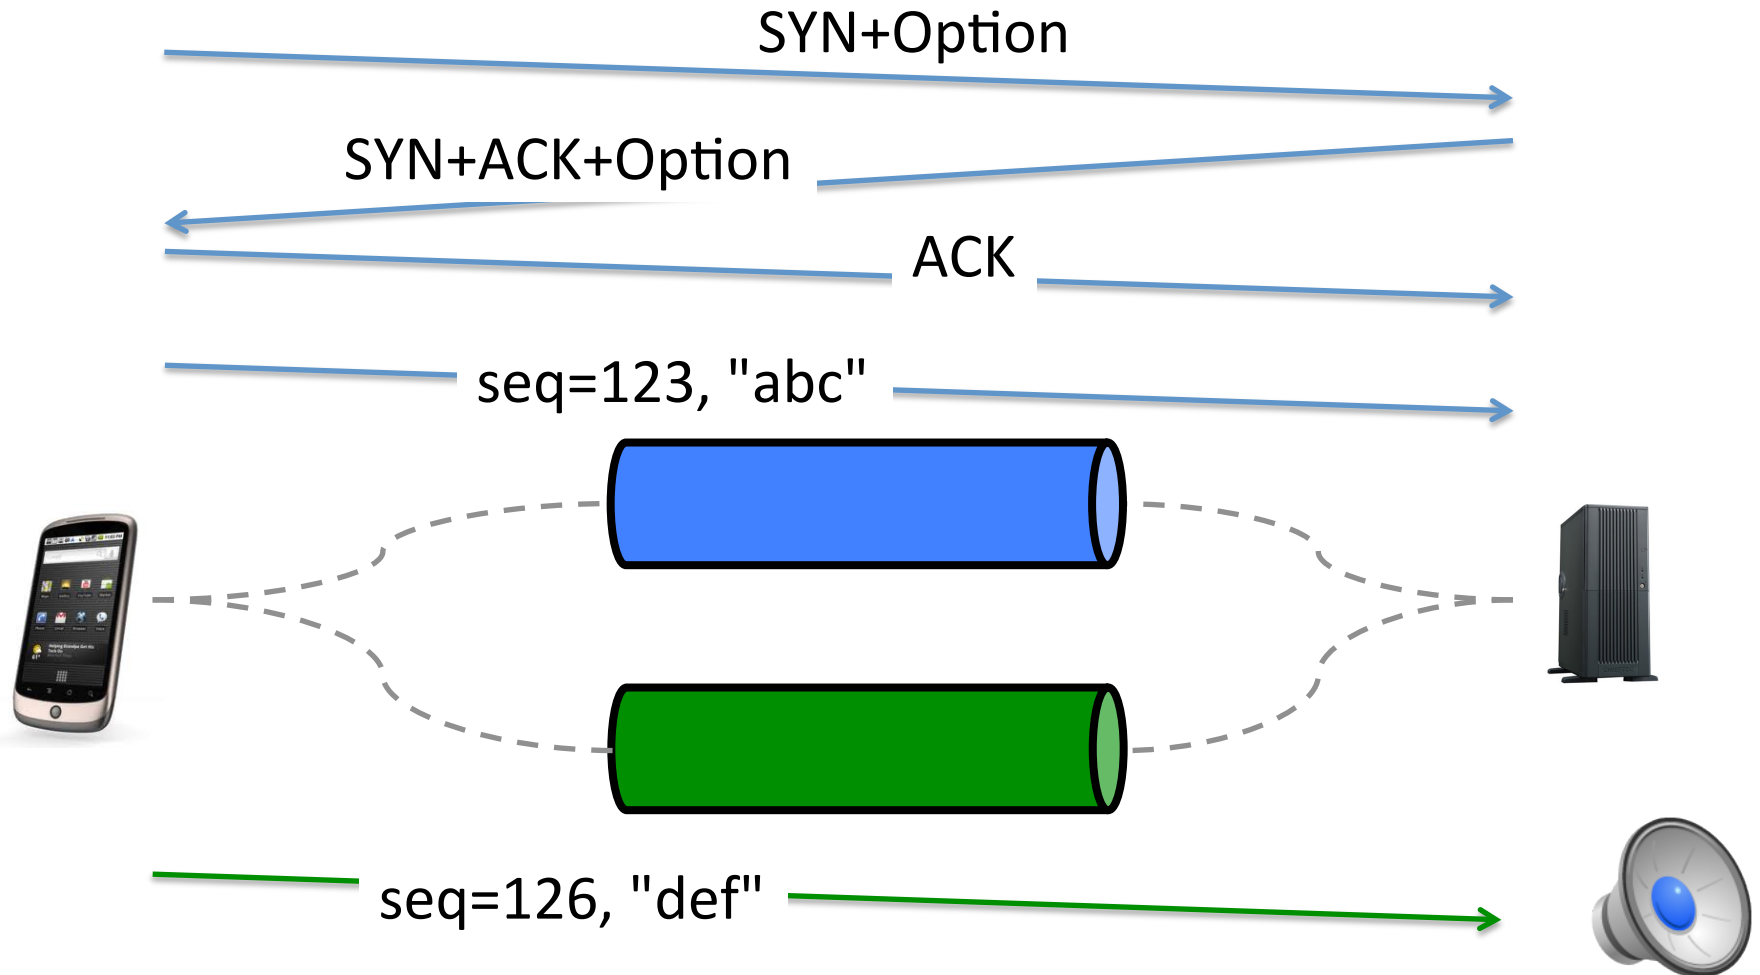 SYN+Option
SYN+ACK+Option
ACK
seq=123, "abc"
seq=126, "def"